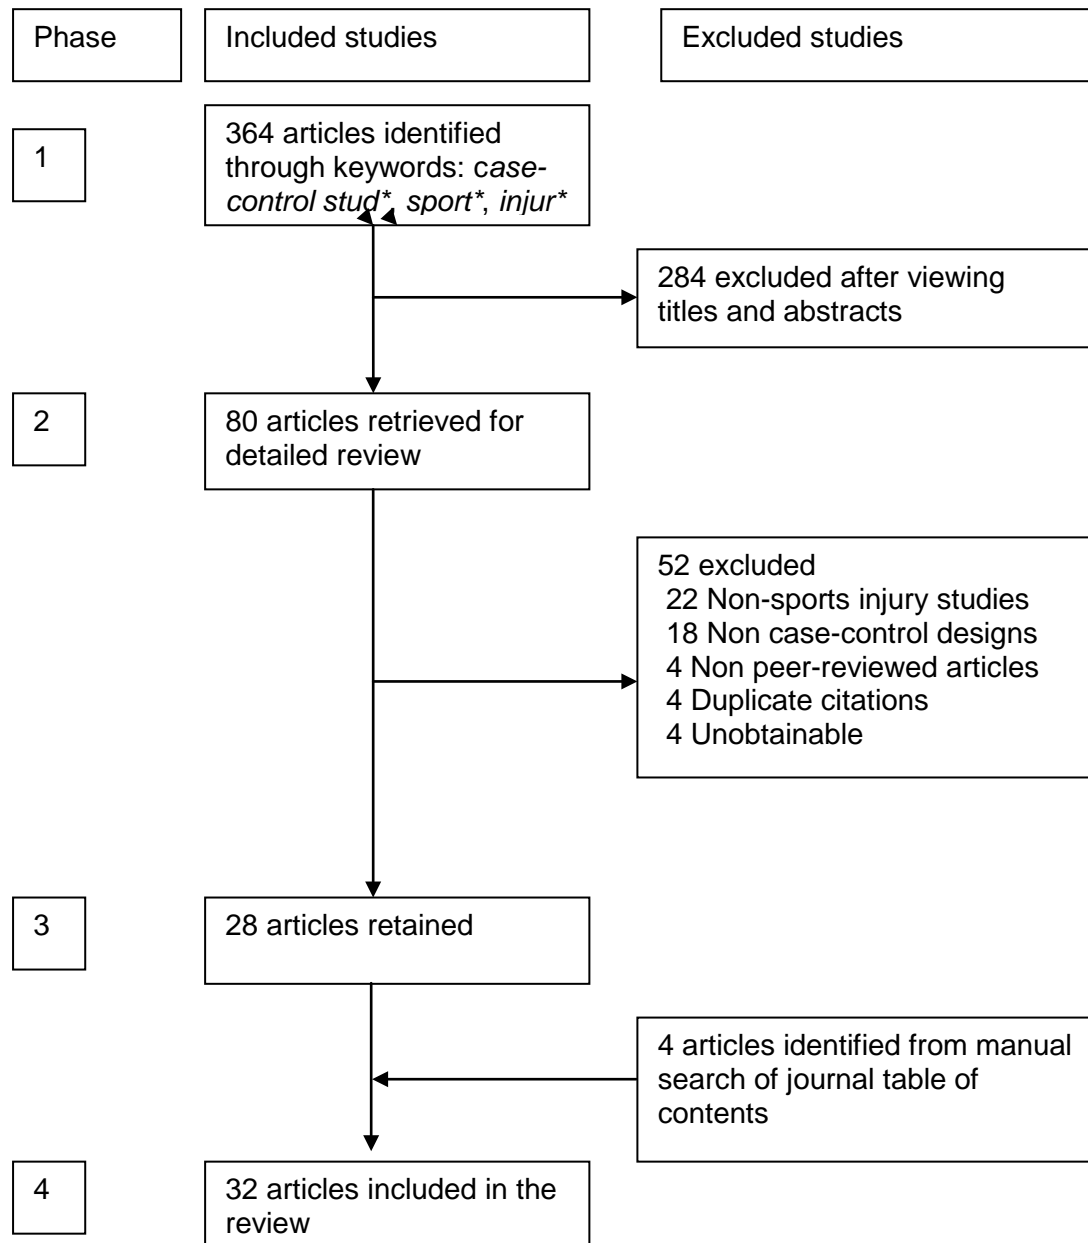 Phase
Included studies
Excluded studies
1
364 articles identified
through keywords: case-
control stud*, sport*, injur*
284 excluded after viewing
titles and abstracts
2
80 articles retrieved for
detailed review
52 excluded
22 Non-sports injury studies
18 Non case-control designs
4 Non peer-reviewed articles
4 Duplicate citations
4 Unobtainable
3
28 articles retained
4 articles identified from manual
search of journal table of
contents
4
32 articles included in the
review